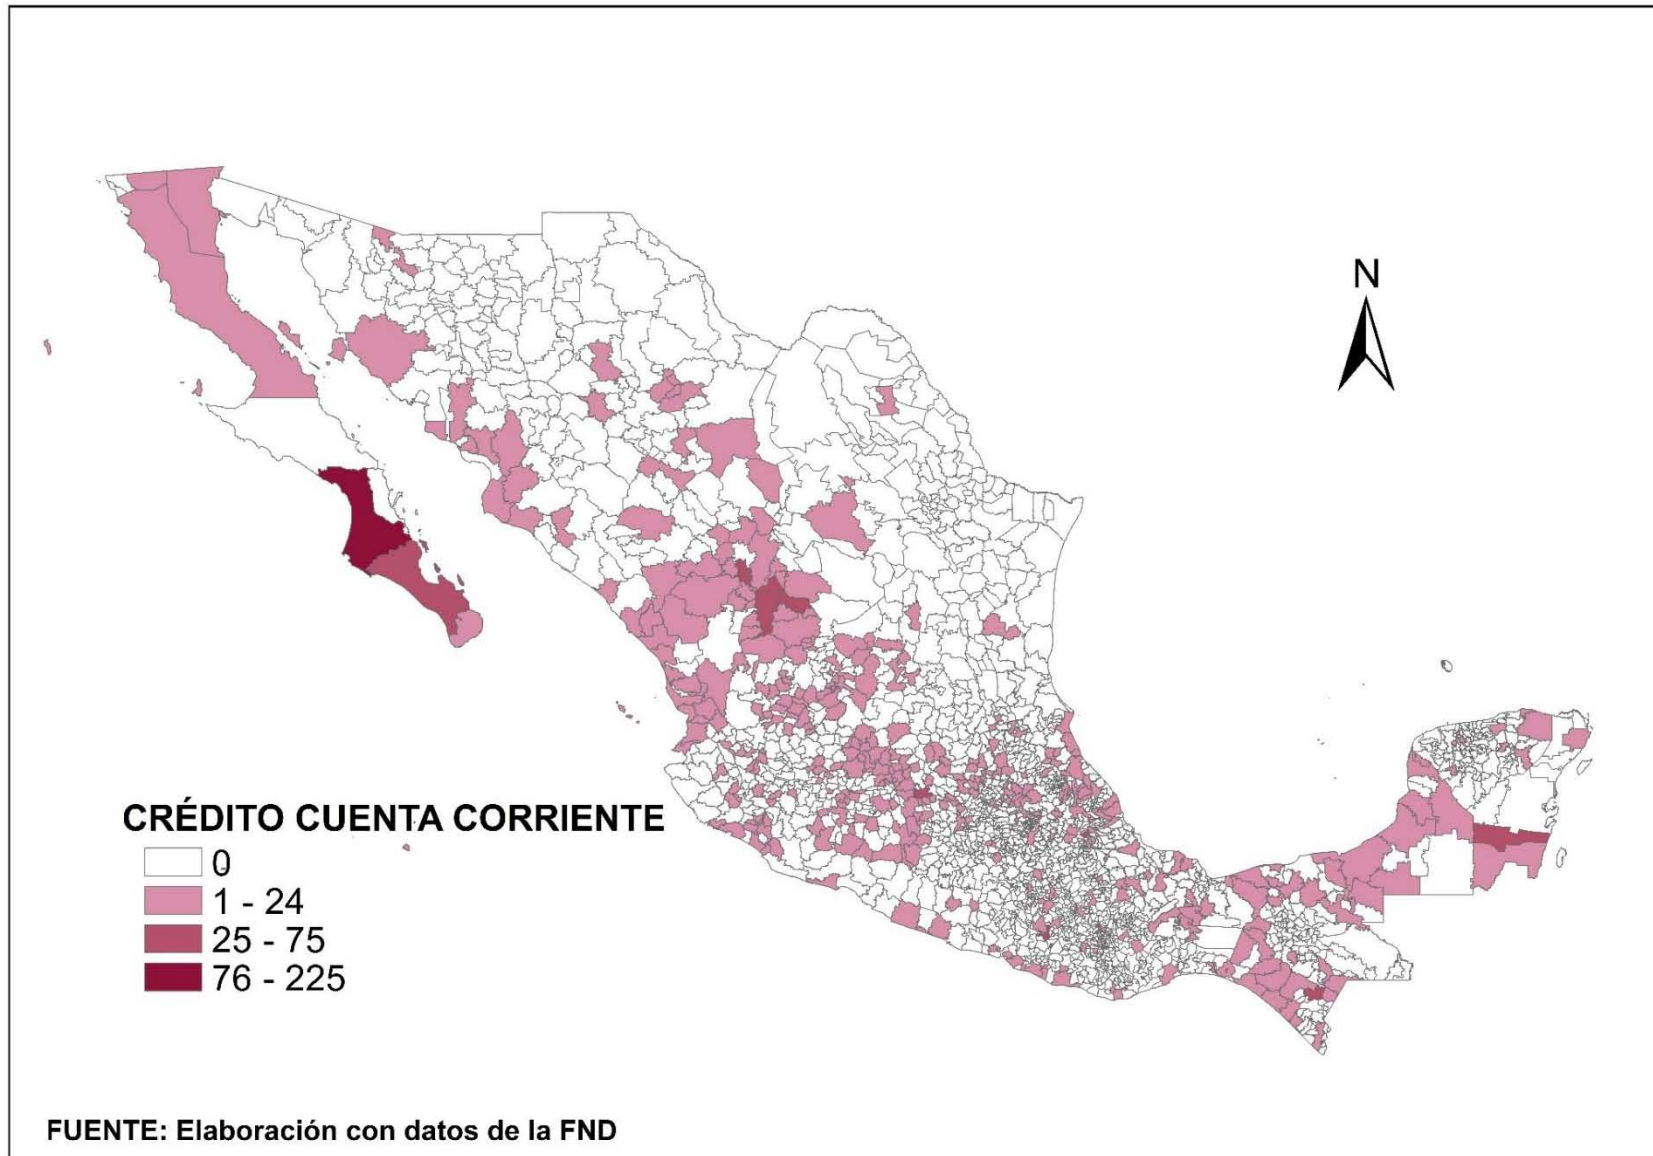 N
CRÉDITO CUENTA CORRIENTE
0
1 - 24
25 - 75
76 - 225
FUENTE: Elaboración con datos de la FND